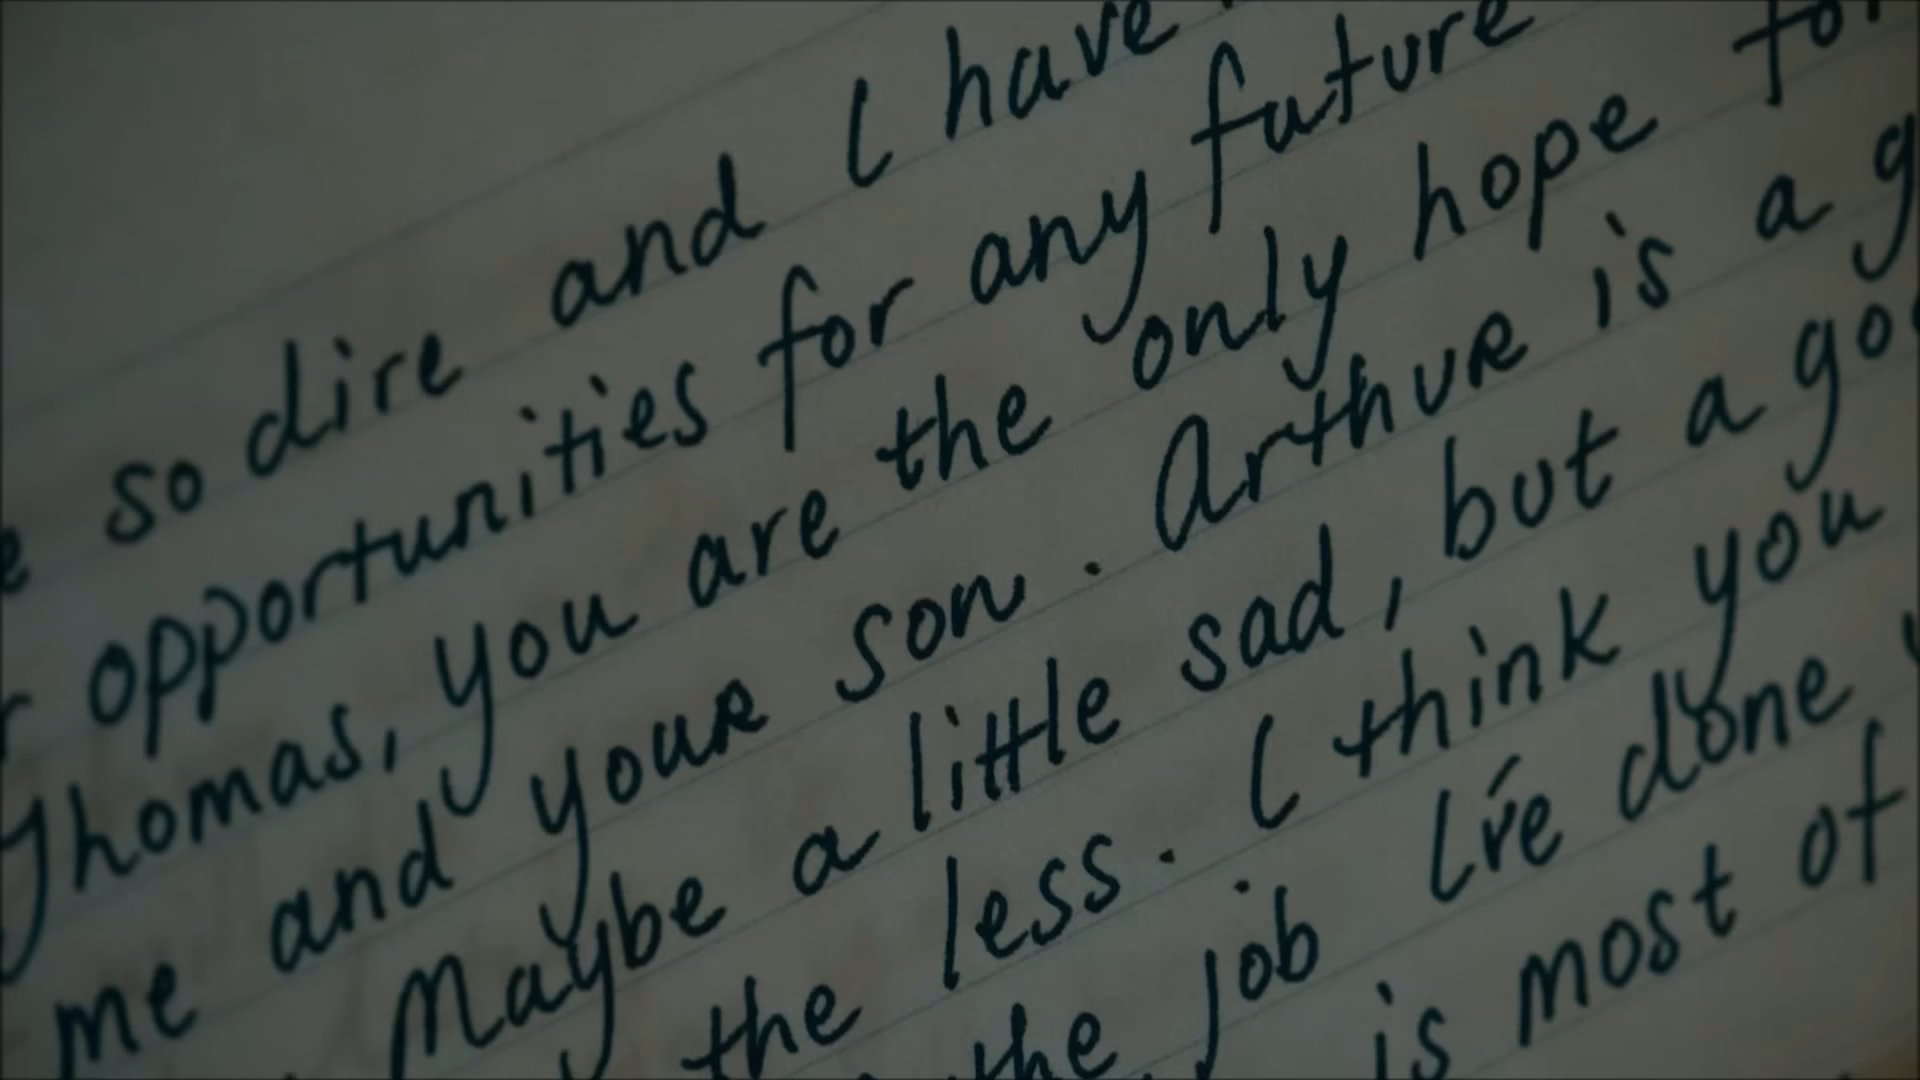 so dire and I have
opportunities for any future
Thomas, you are the only hope for
me and your son. Arthur is a
Maybe a little sad, but a
the less. I think you
the job I've done
is most of